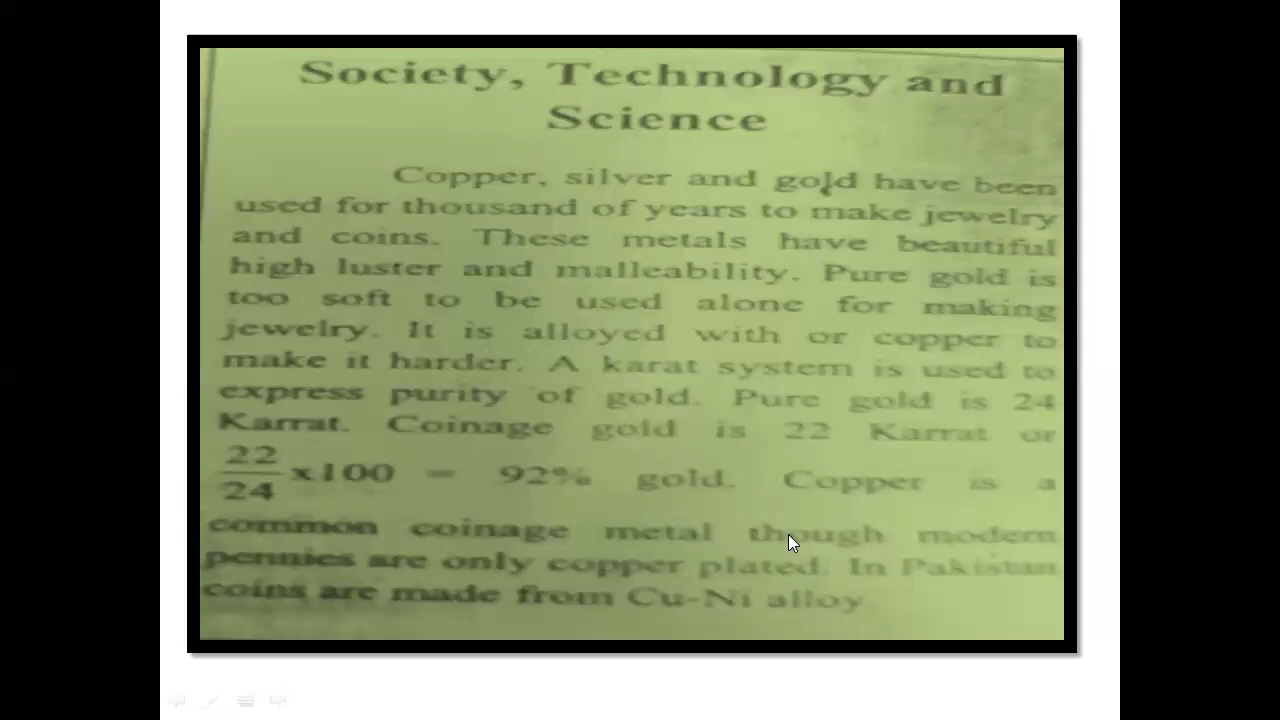 Society, Technology and
Science
Copper, silver and gold have been
used for thousand of years to make jewelry
and coins. These metals have beautiful
high luster and malleability. Pure gold is
too soft to be used alone for making
jewelry. It is alloyed with or copper to
make it harder. A karat system is used to
express purity of gold. Pure gold is 24
Karrat. Coinage gold is 22 Karrat or
22/24 x100 = 92% gold. Copper is a
common coinage metal though modern
pennies are only copper plated. In Pakistan
coins are made from Cu-Ni alloy